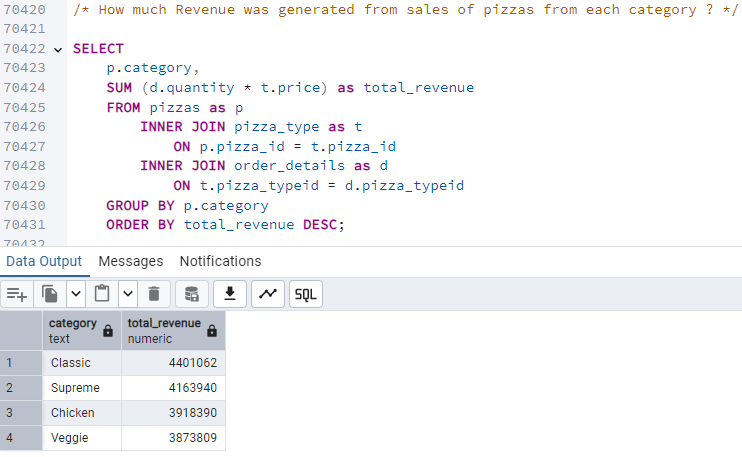 70420 /* How much Revenue was generated from sales of pizzas from each category ? */
70421
70422 SELECT
70423 p.category,
70424 SUM (d.quantity * t.price) as total_revenue
70425 FROM pizzas as p
70426 INNER JOIN pizza_type as t
70427 ON p.pizza_id = t.pizza_id
70428 INNER JOIN order_details as d
70429 ON t.pizza_typeid = d.pizza_typeid
70430 GROUP BY p.category
70431 ORDER BY total_revenue DESC;
70432
Data Output Messages Notifications
SQL
category text total_revenue numeric
1 Classic 4401062
2 Supreme 4163940
3 Chicken 3918390
4 Veggie 3873809